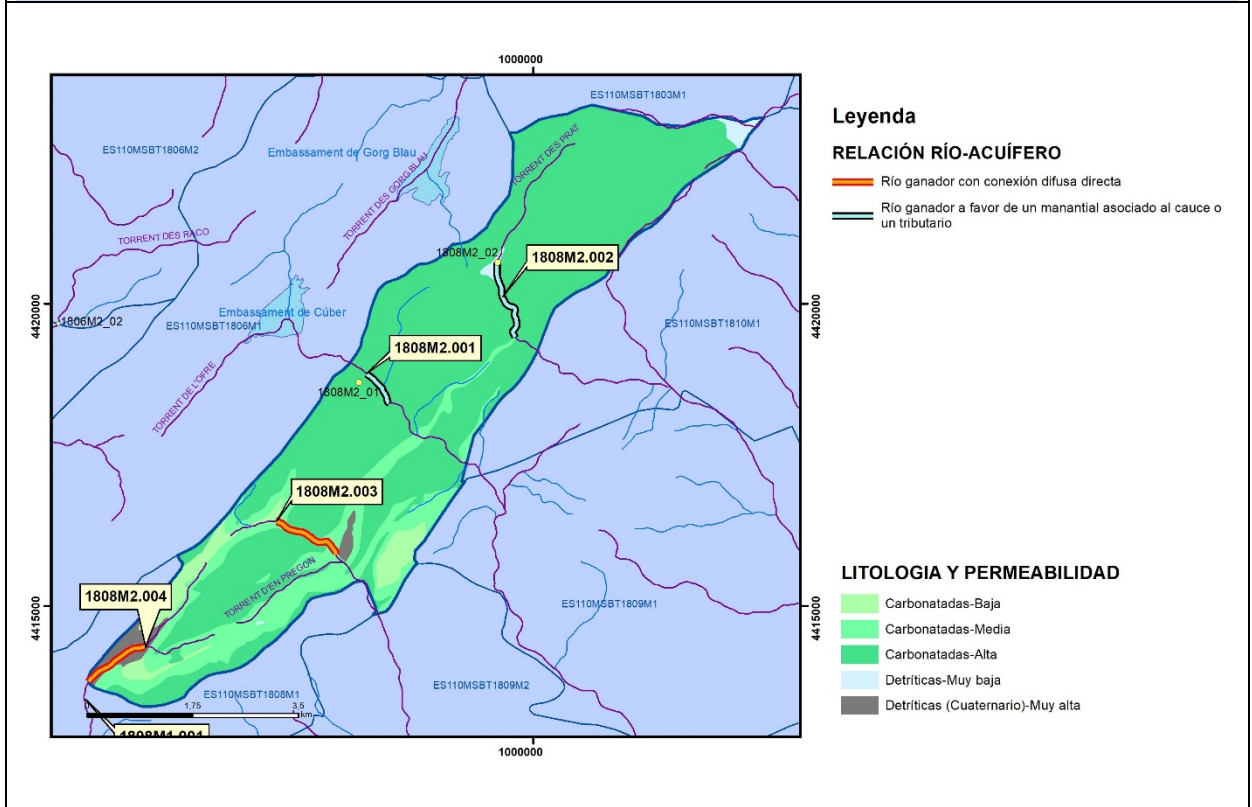 1000000
ES110MSBT1803M1
ES110MSBT1806M2
Embassament de Gorg Blau
TORRENT DES PRAT
TORRENT DES GORG BLAU
TORRENT DES RACO
1808M2_02
1808M2.002
4420000
4420000
Embassament de Cúber
1806M2_02
ES110MSBT1806M1
ES110MSBT1810M1
1808M2.001
1808M2_01
TORRENT DE L'OFRE
1808M2.003
TORRENT D'EN PREGON
1808M2.004
ES110MSBT1809M1
4415000
4415000
ES110MSBT1808M1
ES110MSBT1809M2
1,75
3,5
km
1808M1.001
1000000
Leyenda
RELACIÓN RÍO-ACUÍFERO
Río ganador con conexión difusa directa
Río ganador a favor de un manantial asociado al cauce o
un tributario
LITOLOGIA Y PERMEABILIDAD
Carbonatadas-Baja
Carbonatadas-Media
Carbonatadas-Alta
Detríticas-Muy baja
Detríticas (Cuaternario)-Muy alta